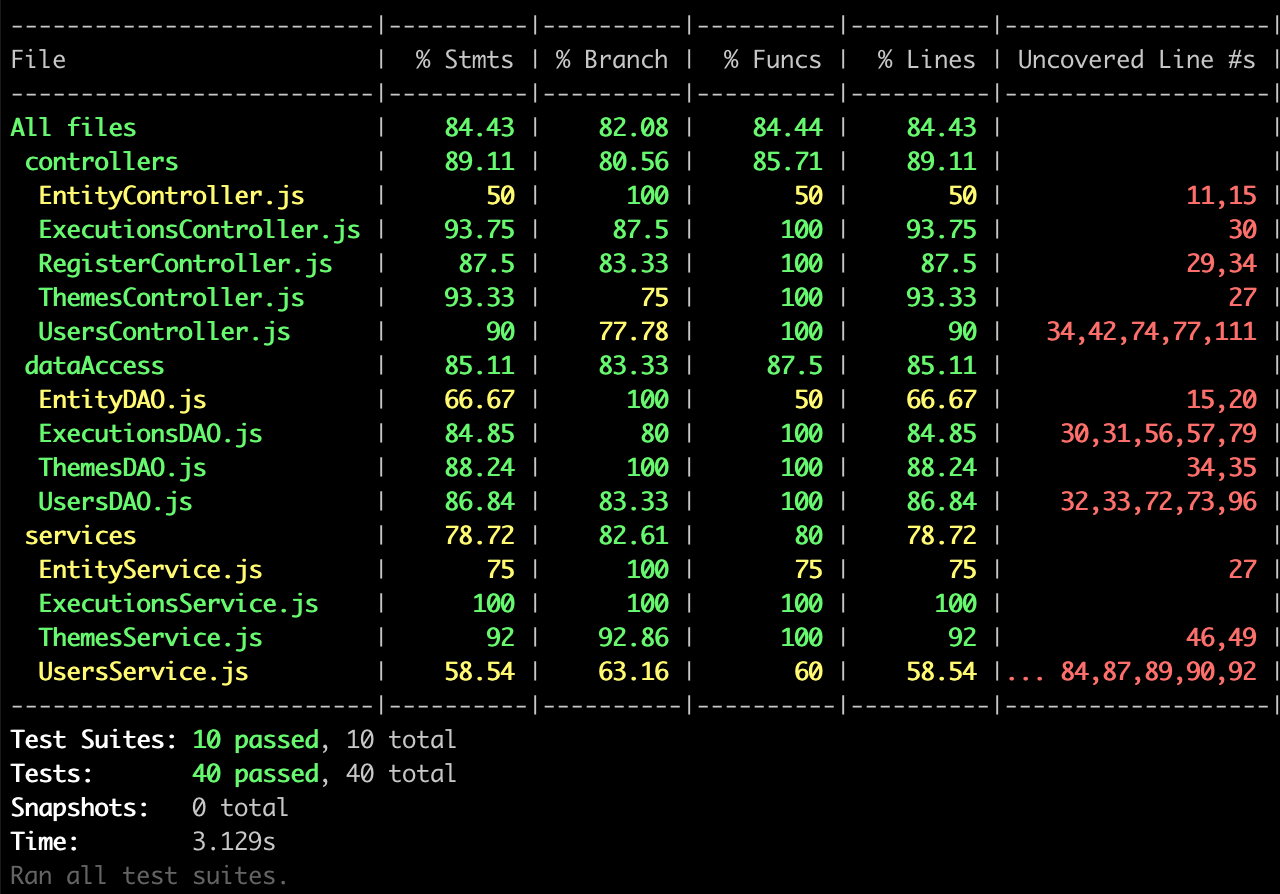 ---------------------------|----------|----------|----------|----------|-------------------|
File                       |  % Stmts | % Branch |  % Funcs |  % Lines | Uncovered Line #s |
---------------------------|----------|----------|----------|----------|-------------------|
All files                  |    84.43 |    82.08 |    84.44 |    84.43 |                   |
 controllers               |    89.11 |    80.56 |    85.71 |    89.11 |                   |
  EntityController.js      |       50 |      100 |       50 |       50 |             11,15 |
  ExecutionsController.js  |    93.75 |     87.5 |      100 |    93.75 |                30 |
  RegisterController.js    |     87.5 |    83.33 |      100 |     87.5 |             29,34 |
  ThemesController.js      |    93.33 |       75 |      100 |    93.33 |                27 |
  UsersController.js       |       90 |    77.78 |      100 |       90 |   34,42,74,77,111 |
 dataAccess                |    85.11 |    83.33 |     87.5 |    85.11 |                   |
  EntityDAO.js             |    66.67 |      100 |       50 |    66.67 |             15,20 |
  ExecutionsDAO.js         |    84.85 |       80 |      100 |    84.85 |    30,31,56,57,79 |
  ThemesDAO.js             |    88.24 |      100 |      100 |    88.24 |             34,35 |
  UsersDAO.js              |    86.84 |    83.33 |      100 |    86.84 |    32,33,72,73,96 |
 services                  |    78.72 |    82.61 |       80 |    78.72 |                   |
  EntityService.js         |       75 |      100 |       75 |       75 |                27 |
  ExecutionsService.js     |      100 |      100 |      100 |      100 |                   |
  ThemesService.js         |       92 |    92.86 |      100 |       92 |             46,49 |
  UsersService.js          |    58.54 |    63.16 |       60 |    58.54 |... 84,87,89,90,92 |
---------------------------|----------|----------|----------|----------|-------------------|
Test Suites: 10 passed, 10 total
Tests:       40 passed, 40 total
Snapshots:   0 total
Time:        3.129s
Ran all test suites.